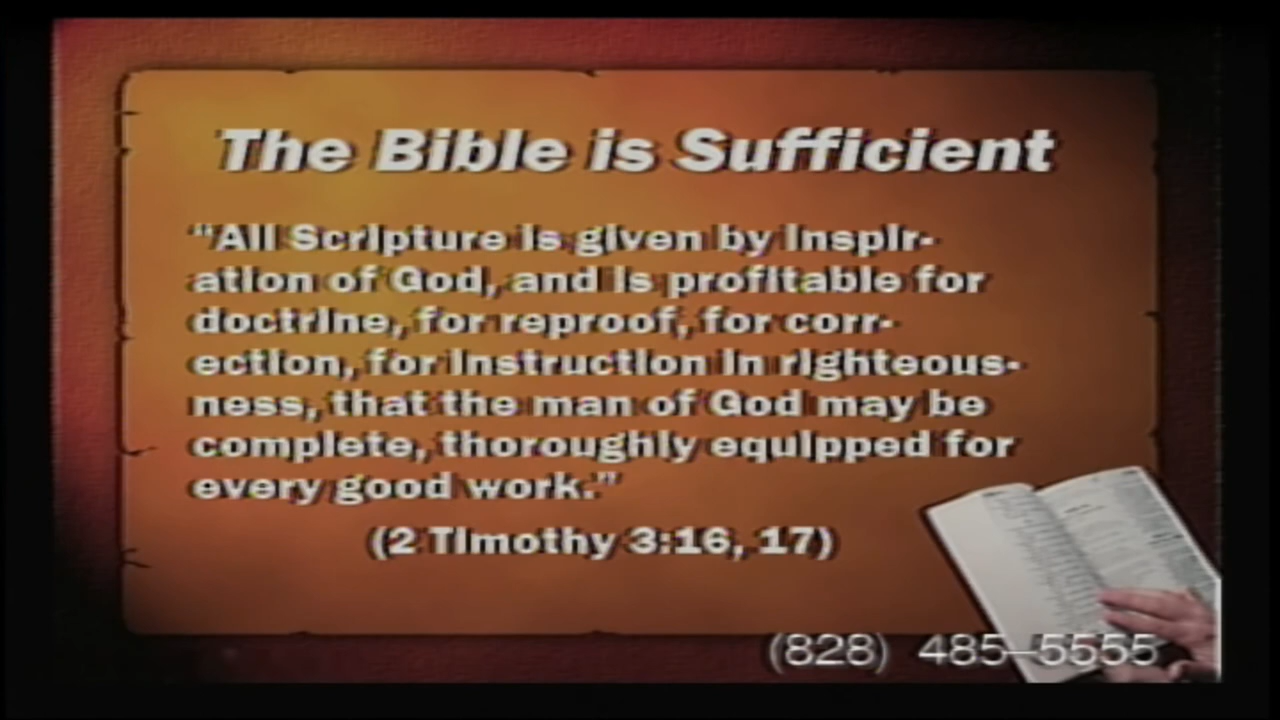 The Bible is Sufficient
“All Scripture is given by inspir-
ation of God, and is profitable for
doctrine, for reproof, for corr-
ection, for instruction in righteous-
ness, that the man of God may be
complete, thoroughly equipped for
every good work.”
(2 Timothy 3:16, 17)
(828) 485-5555